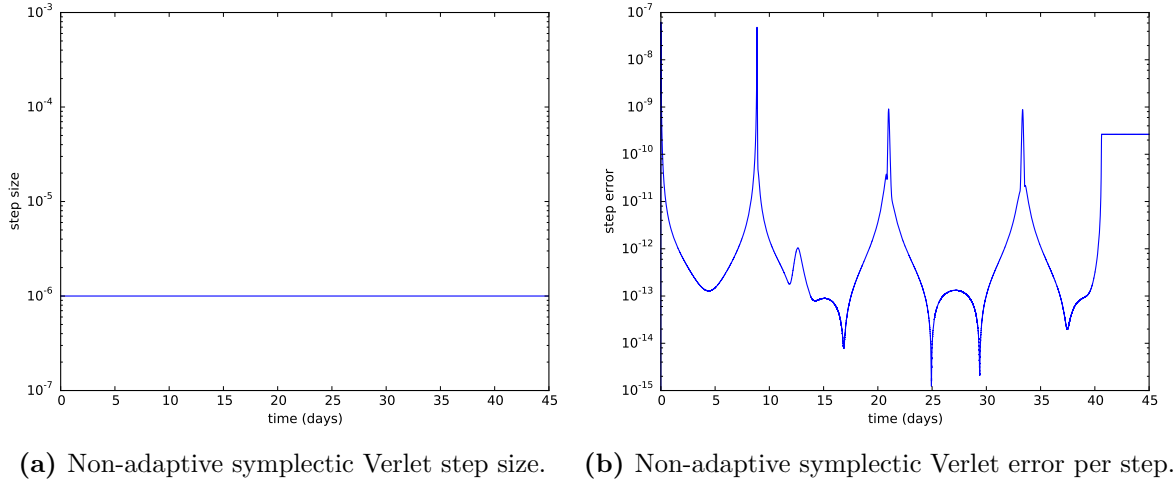 10^-3
10^-4
10^-5
10^-6
10^-7
step size
0 5 10 15 20 25 30 35 40 45
time (days)
10^-7
10^-8
10^-9
10^-10
10^-11
10^-12
10^-13
10^-14
10^-15
step error
0 5 10 15 20 25 30 35 40 45
time (days)
(a) Non-adaptive symplectic Verlet step size.
(b) Non-adaptive symplectic Verlet error per step.